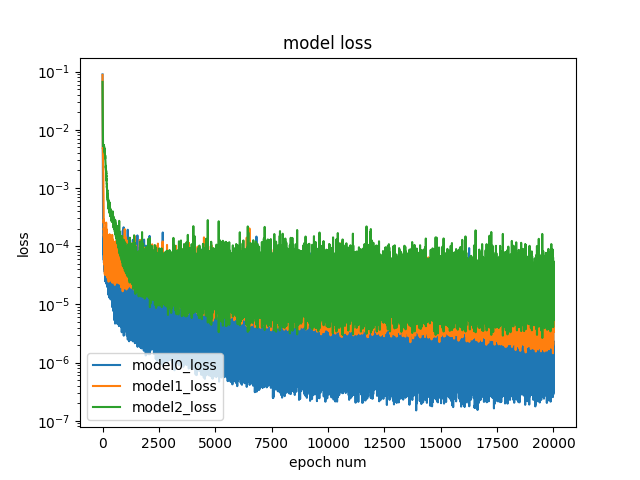 model loss
loss
10⁻¹
10⁻²
10⁻³
10⁻⁴
10⁻⁵
10⁻⁶
10⁻⁷
model0_loss
model1_loss
model2_loss
0 2500 5000 7500 10000 12500 15000 17500 20000
epoch num